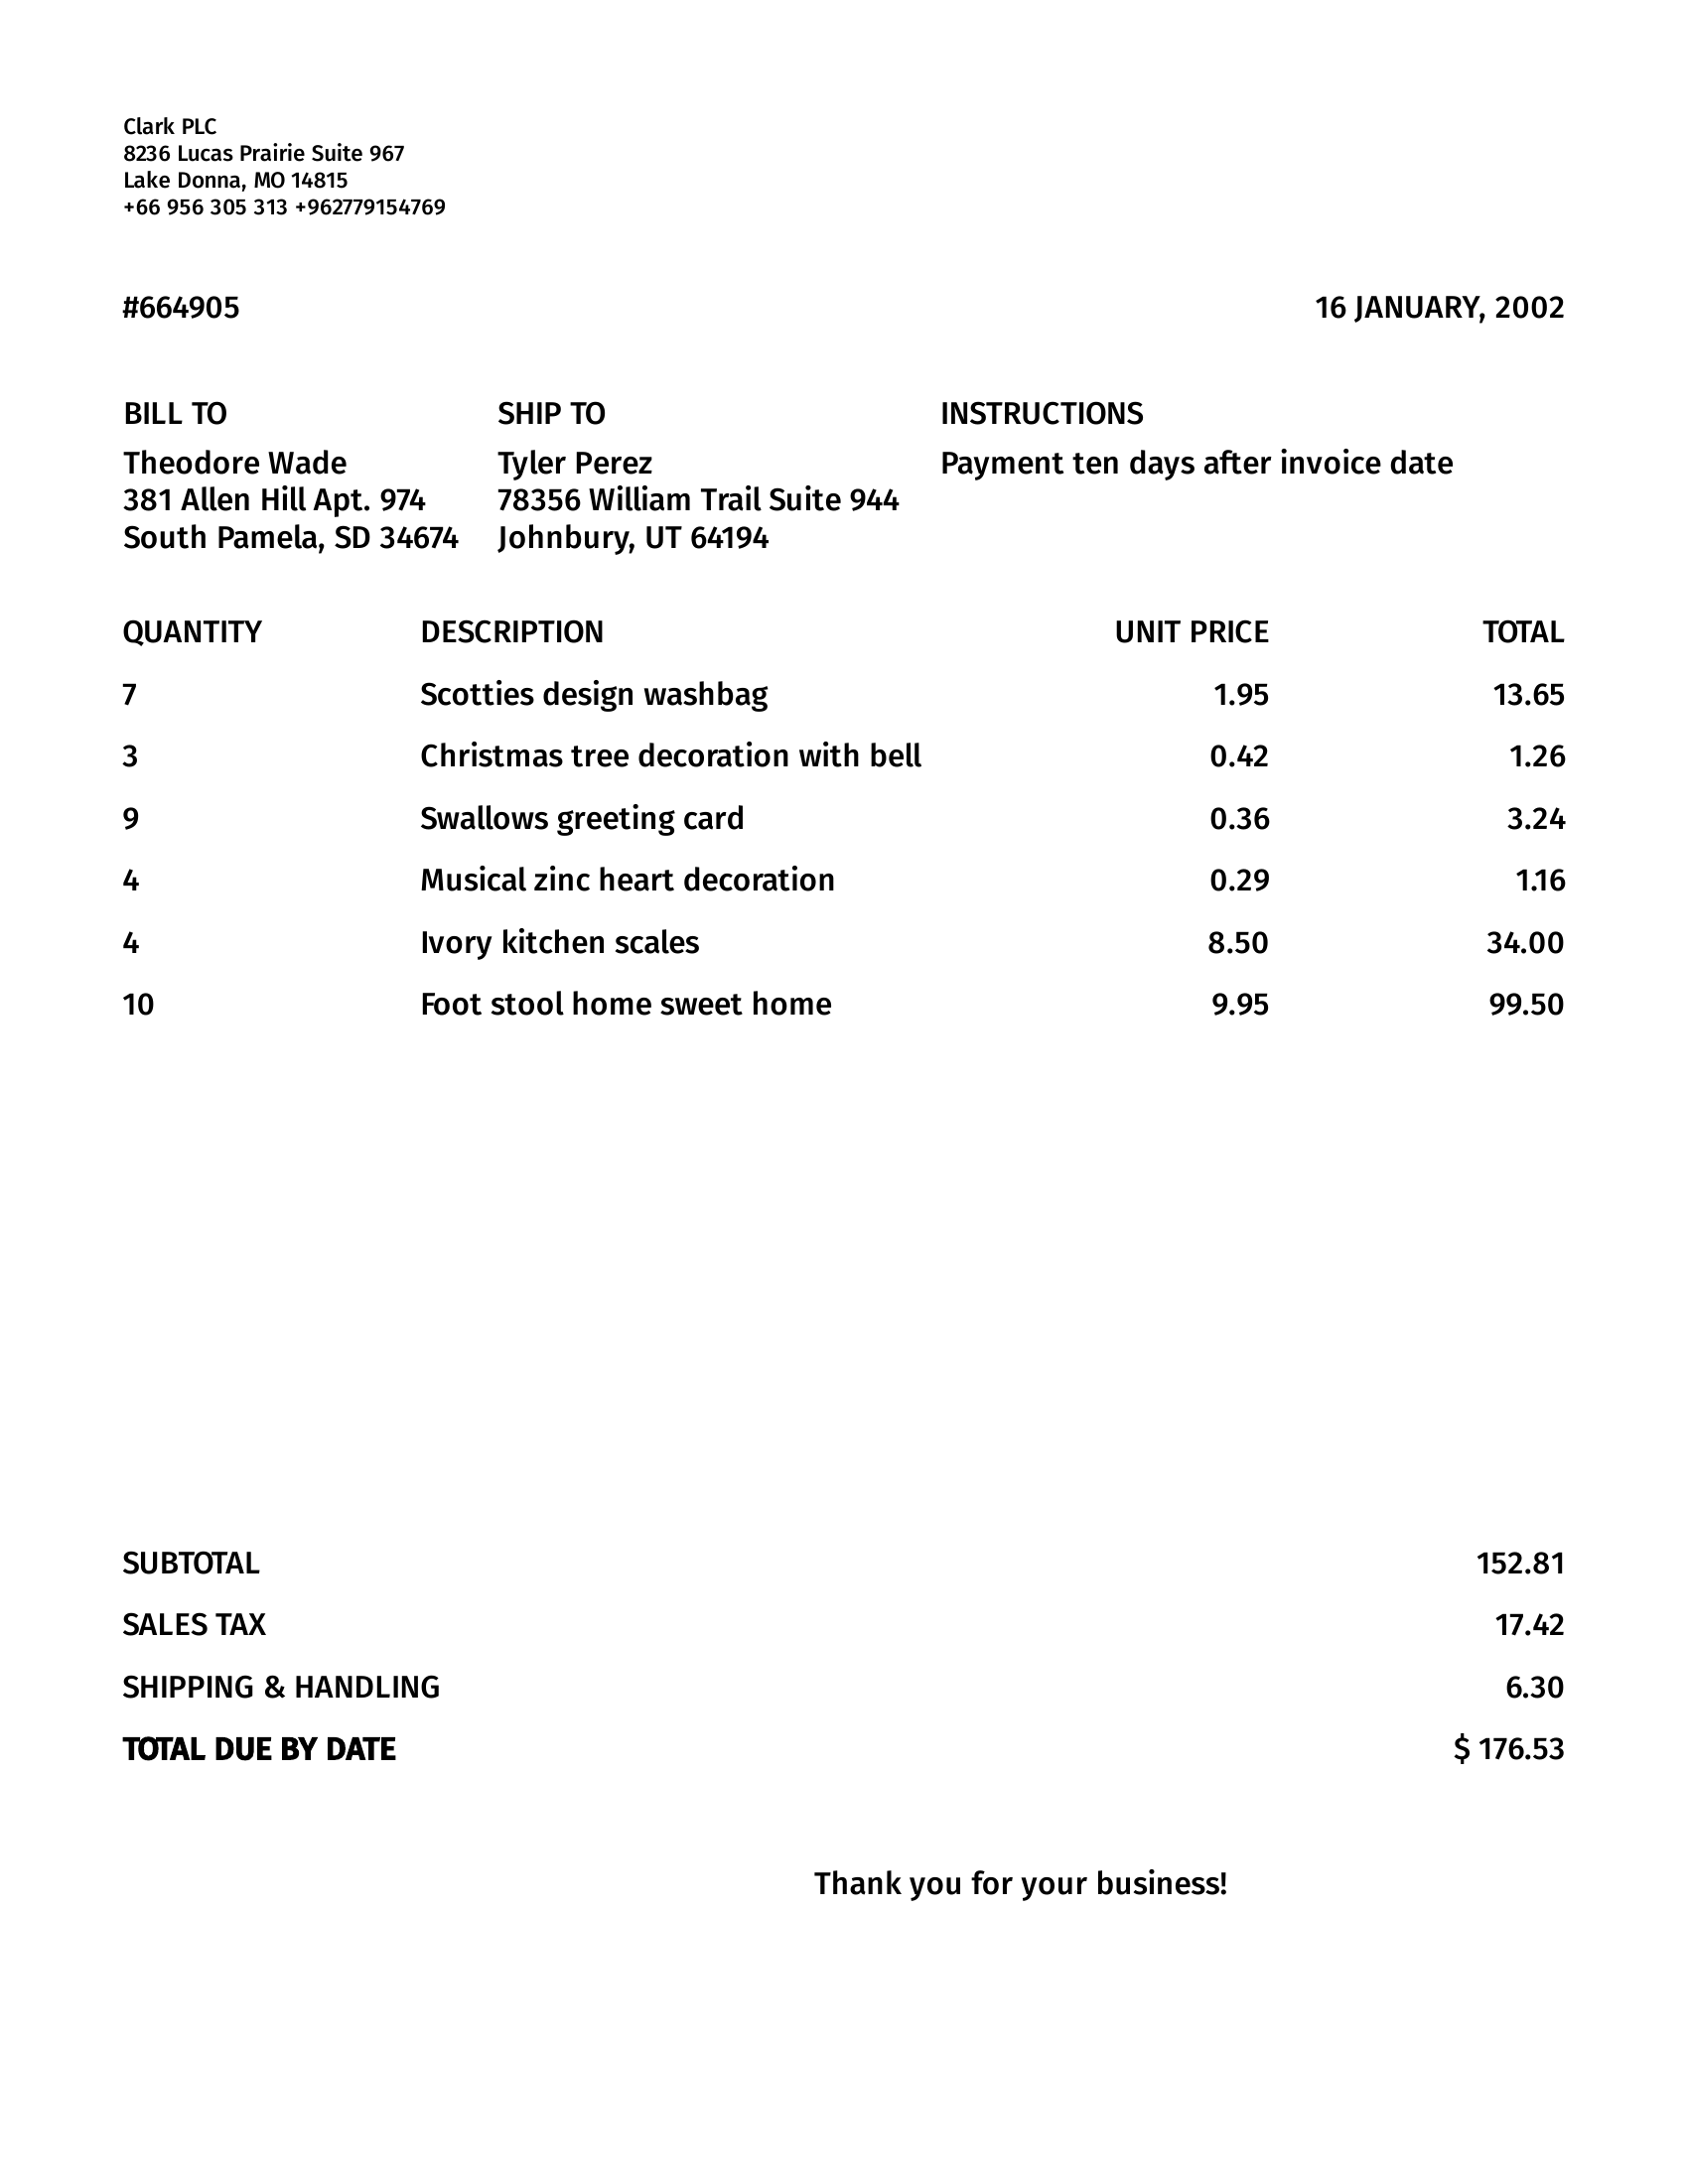 Clark PLC
8236 Lucas Prairie Suite 967
Lake Donna, MO 14815
+66 956 305 313 +962779154769
#664905 16 JANUARY, 2002
BILL TO SHIP TO INSTRUCTIONS
Theodore Wade Tyler Perez Payment ten days after invoice date
381 Allen Hill Apt. 974 78356 William Trail Suite 944
South Pamela, SD 34674 Johnbury, UT 64194
QUANTITY DESCRIPTION UNIT PRICE TOTAL
7 Scotties design washbag 1.95 13.65
3 Christmas tree decoration with bell 0.42 1.26
9 Swallows greeting card 0.36 3.24
4 Musical zinc heart decoration 0.29 1.16
4 Ivory kitchen scales 8.50 34.00
10 Foot stool home sweet home 9.95 99.50
SUBTOTAL 152.81
SALES TAX 17.42
SHIPPING & HANDLING 6.30
TOTAL DUE BY DATE $ 176.53
Thank you for your business!